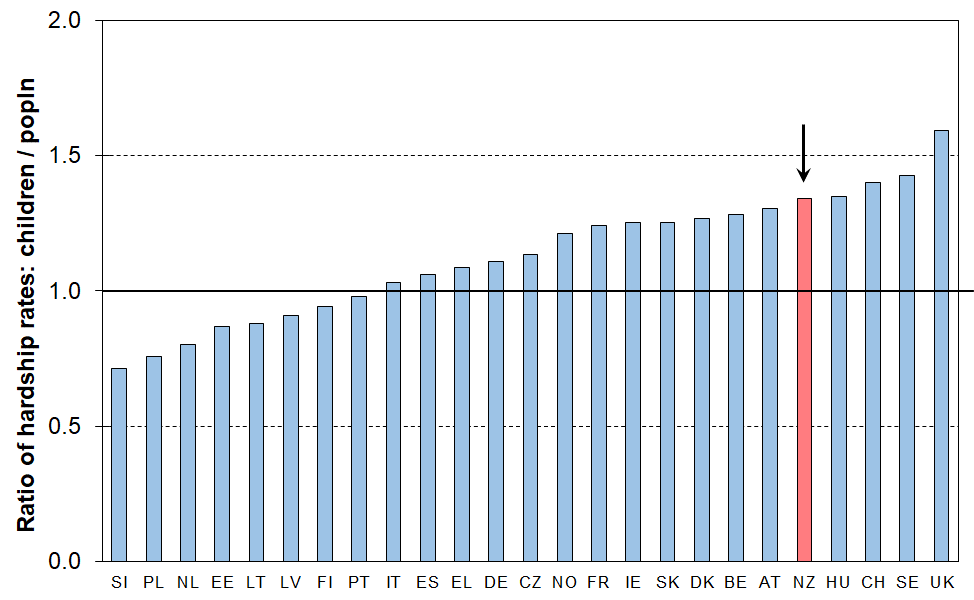 Ratio of hardship rates: children / popln
2.0
1.5
1.0
0.5
0.0
SI PL NL EE LT LV FI PT IT ES EL DE CZ NO FR IE SK DK BE AT NZ HU CH SE UK